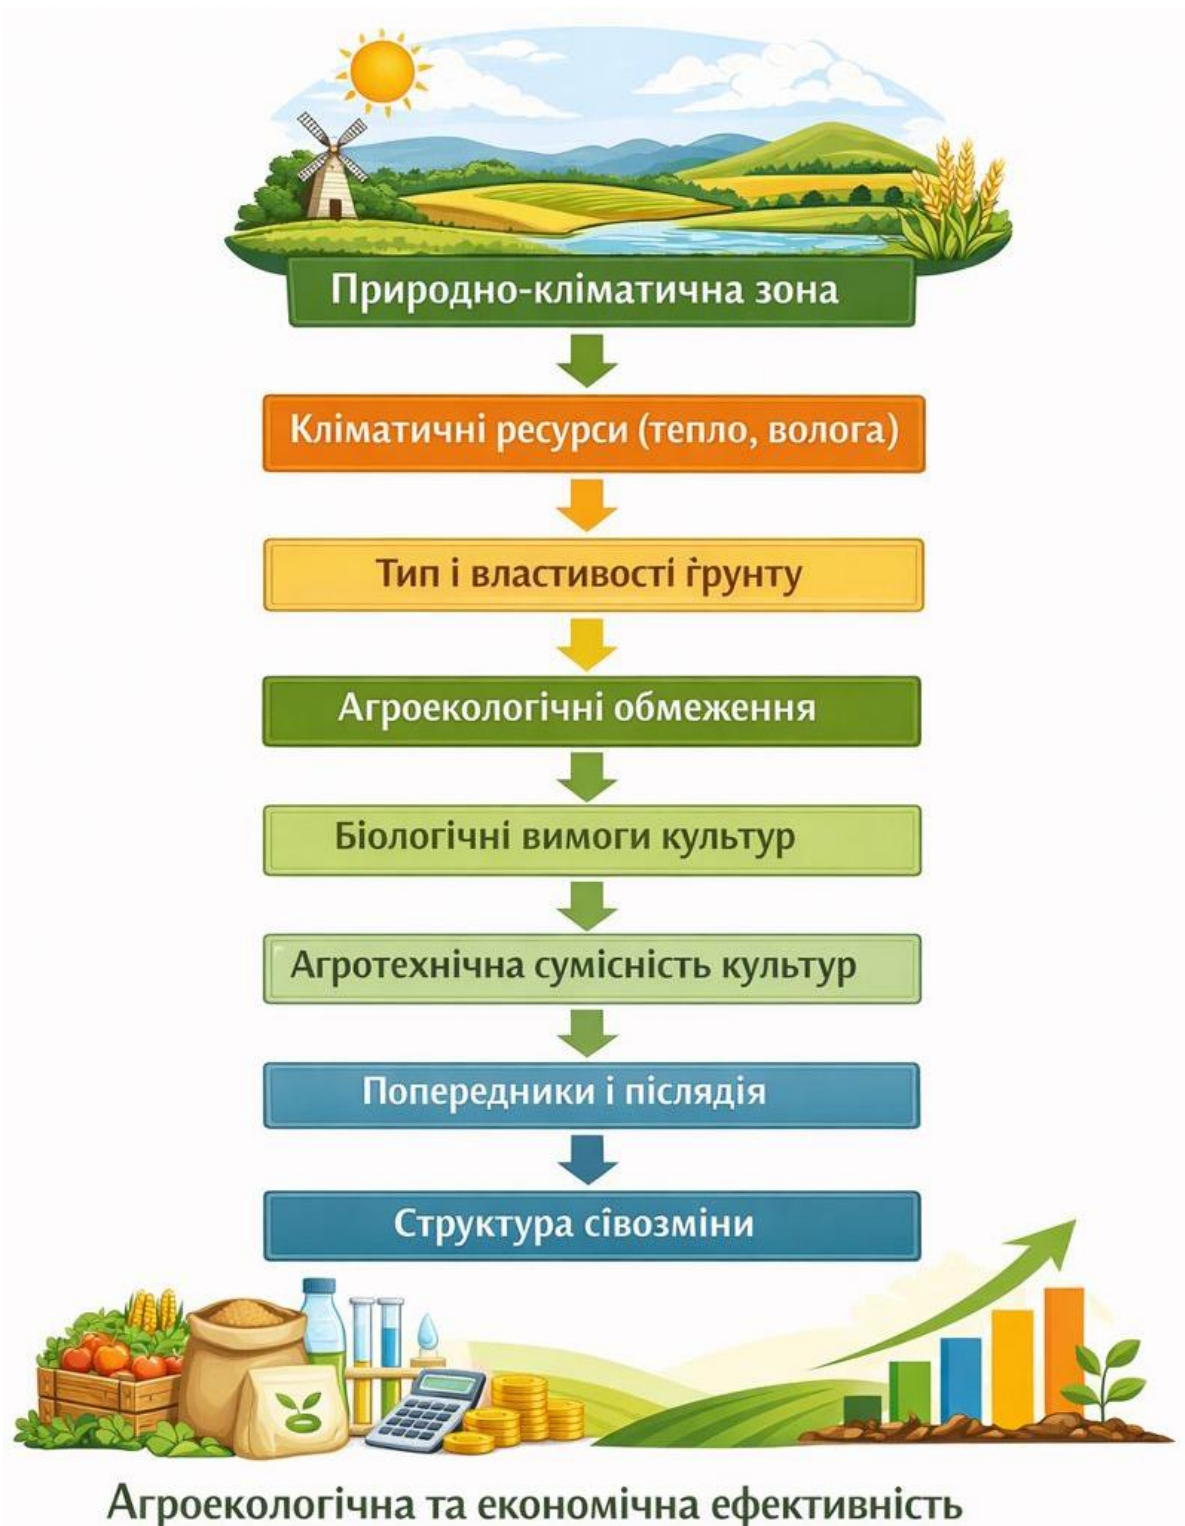 Природно-кліматична зона
Кліматичні ресурси (тепло, волога)
Тип і властивості ґрунту
Агроекологічні обмеження
Біологічні вимоги культур
Агротехнічна сумісність культур
Попередники і післядія
Структура сівозміни
Агроекологічна та економічна ефективність